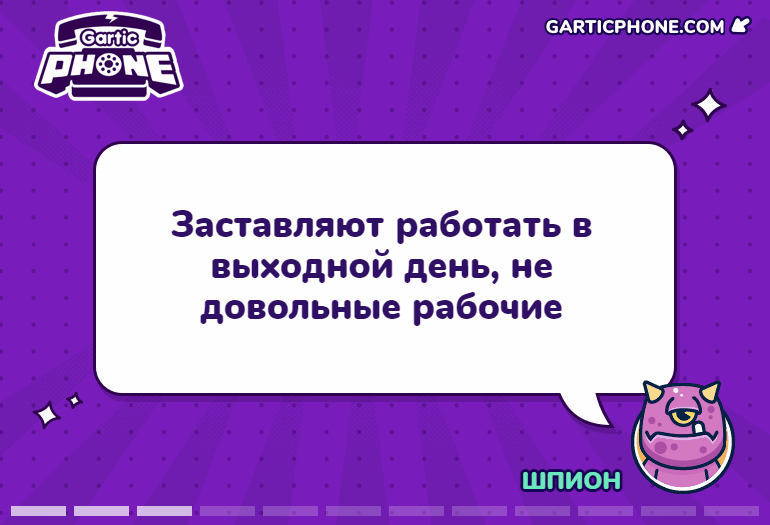 Gartic
PHONE
GARTICPHONE.COM
Заставляют работать в
выходной день, не
довольные рабочие
ШПИОН